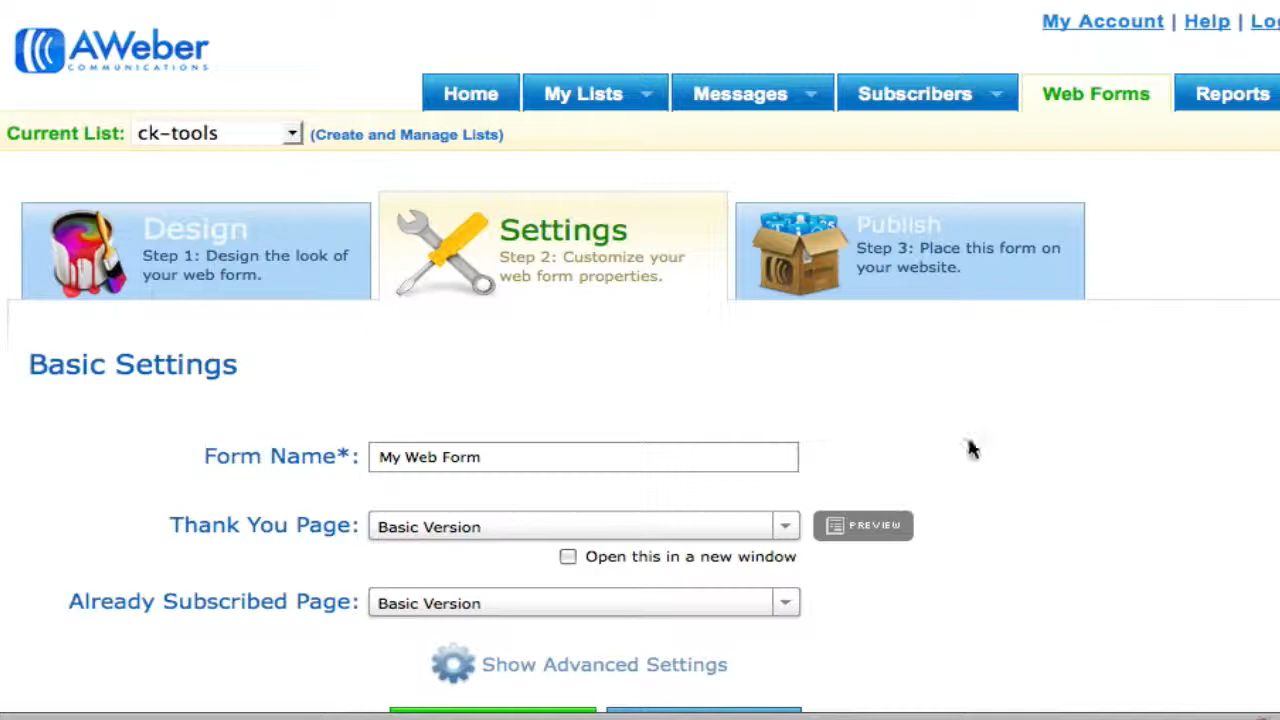 My Account | Help |
AWeber
COMMUNICATIONS
Home My Lists Messages Subscribers Web Forms Reports
Current List: ck-tools (Create and Manage Lists)
Design
Step 1: Design the look of
your web form.
Settings
Step 2: Customize your
web form properties.
Publish
Step 3: Place this form on
your website.
Basic Settings
Form Name*: My Web Form
Thank You Page: Basic Version PREVIEW
Open this in a new window
Already Subscribed Page: Basic Version
Show Advanced Settings